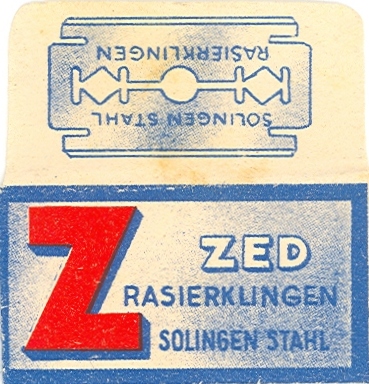 SOLINGEN STAHL
RASIERKLINGEN
Z
ZED
RASIERKLINGEN
SOLINGEN STAHL